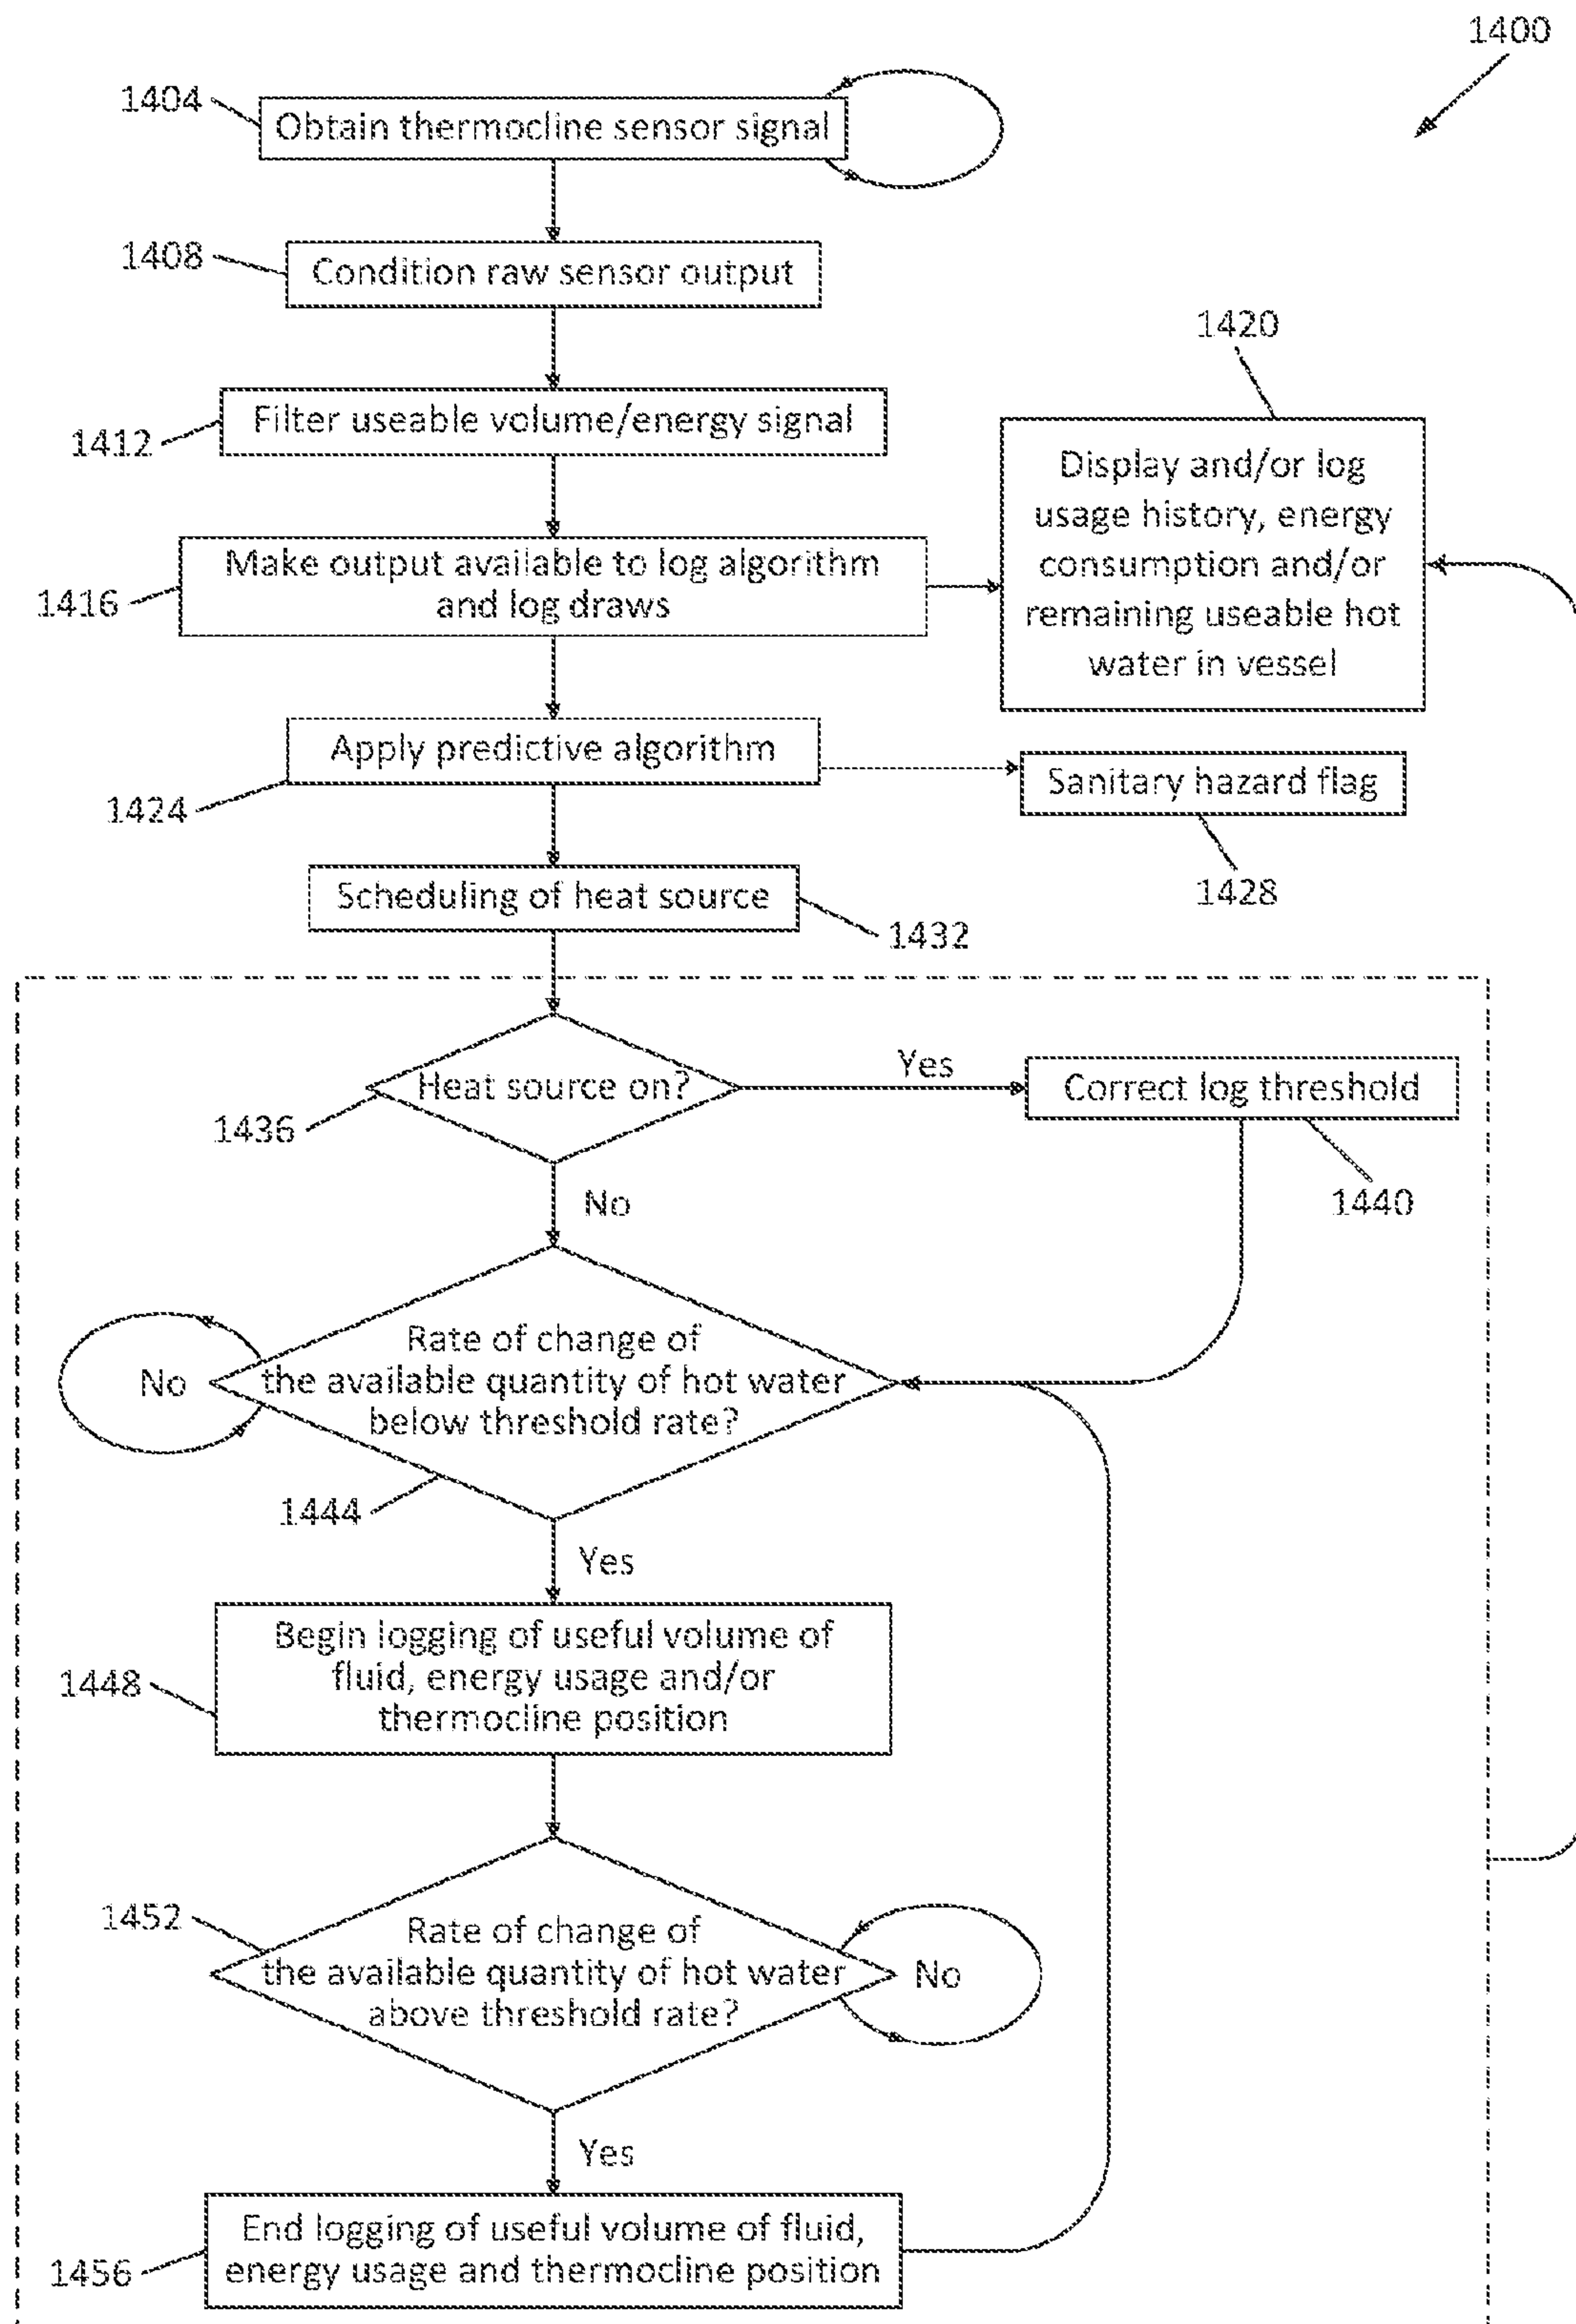 1400
1404
Obtain thermocline sensor signal
1408
Condition raw sensor output
1420
1412
Filter useable volume/energy signal
Display and/or log
usage history, energy
consumption and/or
remaining useable hot
water in vessel
1416
Make output available to log algorithm
and log draws
Apply predictive algorithm
1424
Sanitary hazard flag
1428
Scheduling of heat source
1432
Heat source on?
1436
Yes
Correct log threshold
1440
No
Rate of change of
the available quantity of hot water
below threshold rate?
No
1444
Yes
Begin logging of useful volume of
fluid, energy usage and/or
thermocline position
1448
1452
Rate of change of
the available quantity of hot water
above threshold rate?
No
Yes
End logging of useful volume of fluid,
energy usage and thermocline position
1456